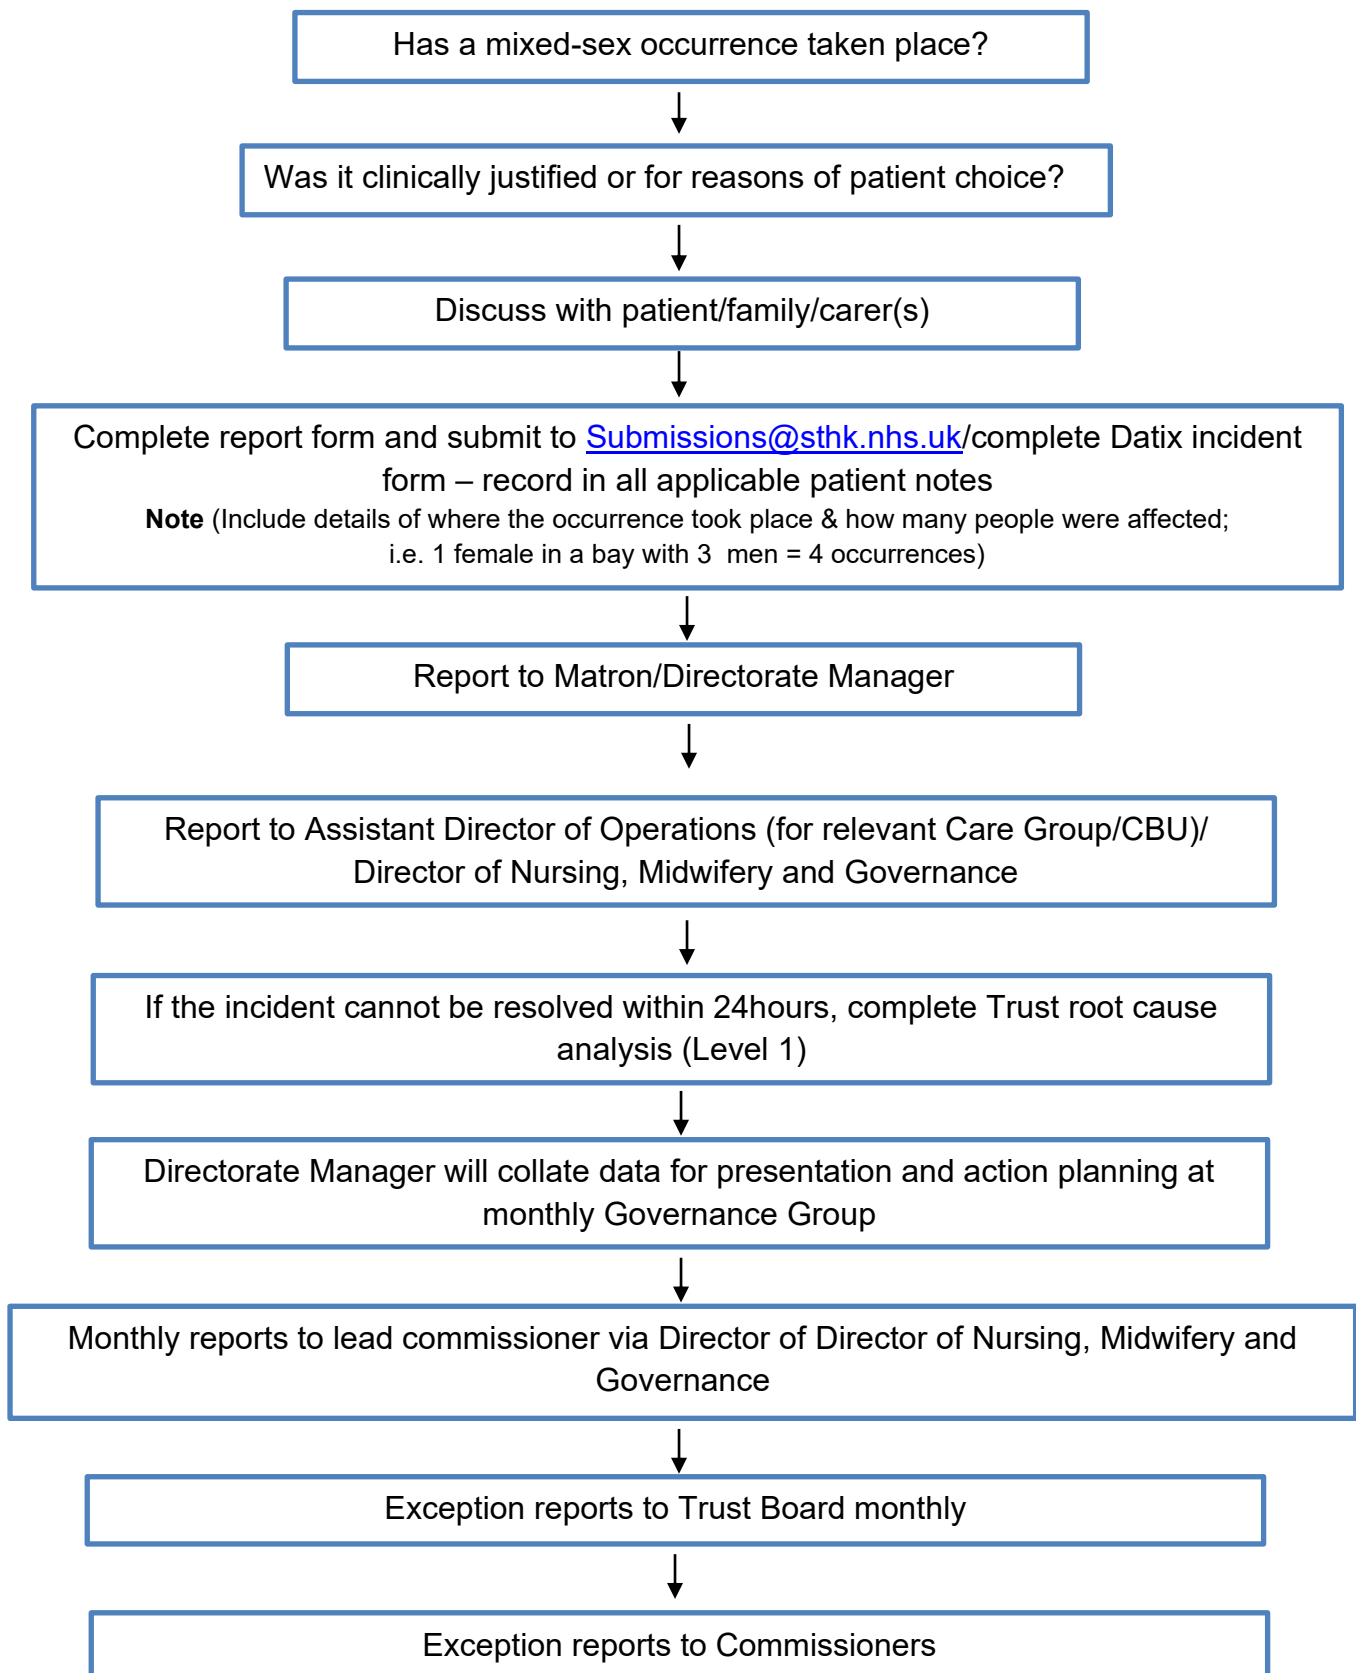 Has a mixed-sex occurrence taken place?
Was it clinically justified or for reasons of patient choice?
Discuss with patient/family/carer(s)
Complete report form and submit to Submissions@sthk.nhs.uk/complete Datix incident
form – record in all applicable patient notes
Note (Include details of where the occurrence took place & how many people were affected;
i.e. 1 female in a bay with 3  men = 4 occurrences)
Report to Matron/Directorate Manager
Report to Assistant Director of Operations (for relevant Care Group/CBU)/
Director of Nursing, Midwifery and Governance
If the incident cannot be resolved within 24hours, complete Trust root cause
analysis (Level 1)
Directorate Manager will collate data for presentation and action planning at
monthly Governance Group
Monthly reports to lead commissioner via Director of Director of Nursing, Midwifery and
Governance
Exception reports to Trust Board monthly
Exception reports to Commissioners